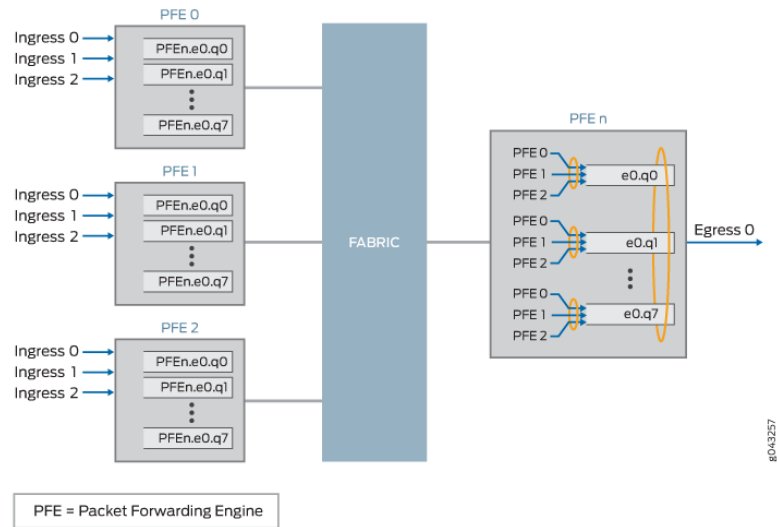 PFE 0
Ingress 0
Ingress 1
Ingress 2
PFEn.e0.q0
PFEn.e0.q1
PFEn.e0.q7
PFE 1
Ingress 0
Ingress 1
Ingress 2
PFEn.e0.q0
PFEn.e0.q1
PFEn.e0.q7
PFE 2
Ingress 0
Ingress 1
Ingress 2
PFEn.e0.q0
PFEn.e0.q1
PFEn.e0.q7
FABRIC
PFE n
PFE 0
PFE 1
PFE 2
e0.q0
PFE 0
PFE 1
PFE 2
e0.q1
PFE 0
PFE 1
PFE 2
e0.q7
Egress 0
g043257
PFE = Packet Forwarding Engine